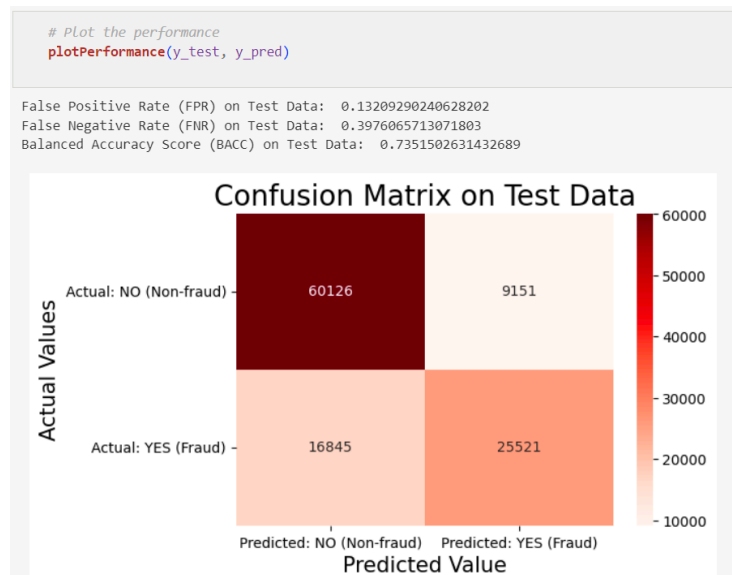 # Plot the performance
plotPerformance(y_test, y_pred)
False Positive Rate (FPR) on Test Data:  0.13209290240628202
False Negative Rate (FNR) on Test Data:  0.3976065713071803
Balanced Accuracy Score (BACC) on Test Data:  0.7351502631432689
Confusion Matrix on Test Data
Actual Values
Actual: NO (Non-fraud)
60126
9151
Actual: YES (Fraud)
16845
25521
60000
50000
40000
30000
20000
10000
Predicted: NO (Non-fraud)
Predicted: YES (Fraud)
Predicted Value